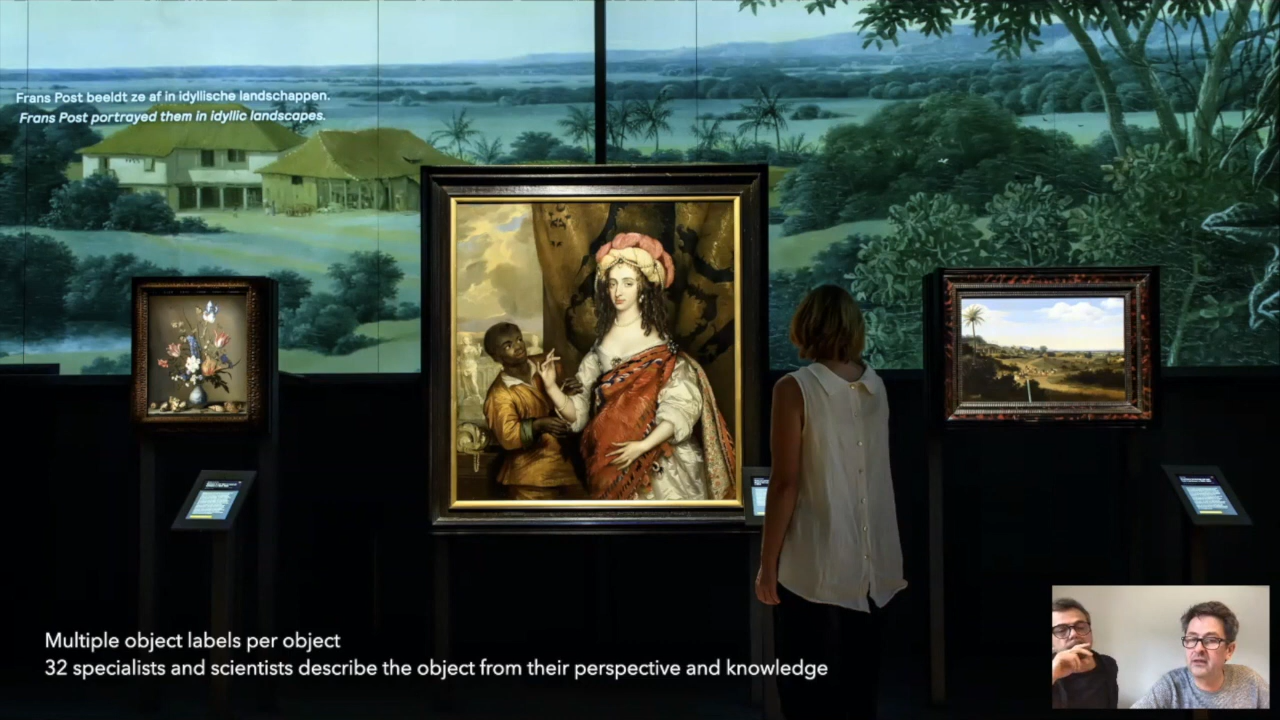 Frans Post beeldt ze af in idyllische landschappen.
Frans Post portrayed them in idyllic landscapes.
Multiple object labels per object
32 specialists and scientists describe the object from their perspective and knowledge